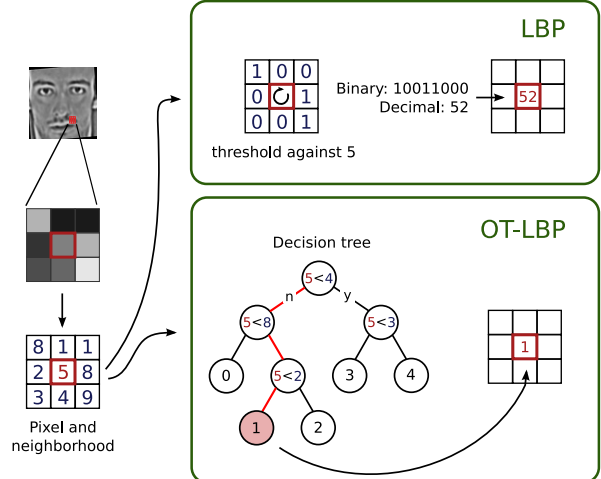 LBP
1 0 0
0 1
0 0 1
threshold against 5
Binary: 10011000
Decimal: 52
52
8 1 1
2 5 8
3 4 9
Pixel and
neighborhood
OT-LBP
Decision tree
5<4
n y
5<8 5<3
0 5<2 3 4
1 2
1